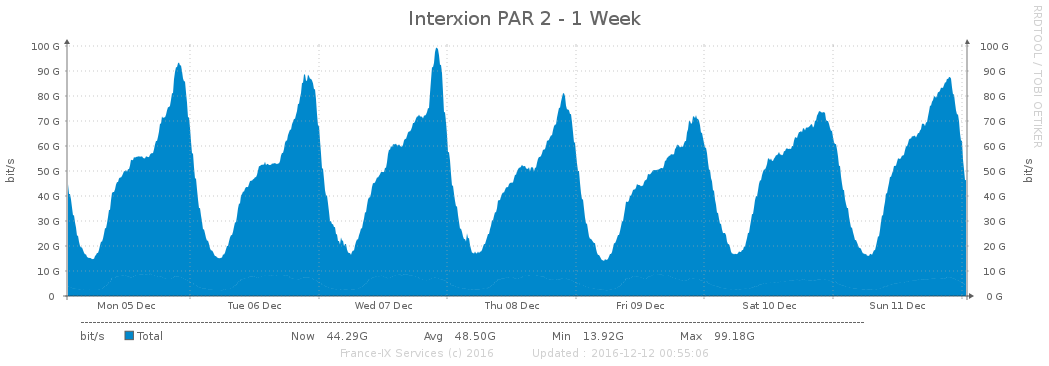 Interxion PAR 2 - 1 Week
RRDTOOL / TOBI OETIKER
100 G 100 G
90 G 90 G
80 G 80 G
70 G 70 G
60 G 60 G
bit/s 50 G 50 G bit/s
40 G 40 G
30 G 30 G
20 G 20 G
10 G 10 G
0 0 G
Mon 05 Dec Tue 06 Dec Wed 07 Dec Thu 08 Dec Fri 09 Dec Sat 10 Dec Sun 11 Dec
bit/s Total Now 44.29G Avg 48.50G Min 13.92G Max 99.18G
France-IX Services (c) 2016 Updated : 2016-12-12 00:55:06